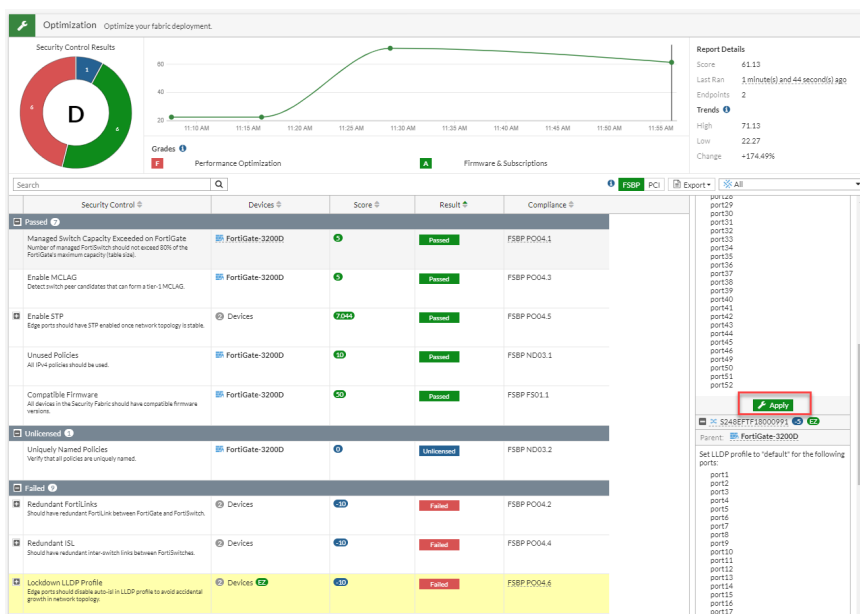 Optimization Optimize your fabric deployment.
Security Control Results
1
6
6
D
60
40
20
11:10 AM 11:15 AM 11:20 AM 11:25 AM 11:30 AM 11:35 AM 11:40 AM 11:45 AM 11:50 AM 11:55 AM
Grades
F Performance Optimization A Firmware & Subscriptions
Report Details
Score 61.13
Last Ran 1 minute(s) and 44 second(s) ago
Endpoints 2
Trends
High 71.13
Low 22.27
Change +174.49%
Search
FSBP PCI Export All
Security Control Devices Score Result Compliance
Passed 7
Managed Switch Capacity Exceeded on FortiGate FortiGate-3200D 5 Passed FSBP PO04.1
Number of managed FortiSwitch should not exceed 80% of the
FortiGate's maximum capacity (table size).
Enable MCLAG FortiGate-3200D 5 Passed FSBP PO04.3
Detect switch peer candidates that can form a tier-1 MCLAG.
Enable STP 2 Devices 7.044 Passed FSBP PO04.5
Edge ports should have STP enabled once network topology is stable.
Unused Policies FortiGate-3200D 10 Passed FSBP ND03.1
All IPv4 policies should be used.
Compatible Firmware FortiGate-3200D 50 Passed FSBP FS01.1
All devices in the Security Fabric should have compatible firmware
versions.
Unlicensed 1
Uniquely Named Policies FortiGate-3200D 0 Unlicensed FSBP ND03.2
Verify that all policies are uniquely named.
Failed 9
Redundant FortiLinks 2 Devices -10 Failed FSBP PO04.2
Should have redundant FortiLink between FortiGate and FortiSwitch.
Redundant ISL 2 Devices -10 Failed FSBP PO04.4
Should have redundant inter-switch links between FortiSwitches.
Lockdown LLDP Profile 2 Devices EZ -10 Failed FSBP PO04.6
Edge ports should disable auto-isl in LLDP profile to avoid accidental
growth in network topology.
port28
port29
port30
port31
port32
port33
port34
port35
port36
port37
port38
port39
port40
port41
port42
port43
port44
port45
port46
port49
port50
port51
port52
Apply
S248EFTF18000991 -5 EZ
Parent: FortiGate-3200D
Set LLDP profile to "default" for the following
ports:
port1
port2
port3
port4
port5
port6
port7
port8
port9
port10
port11
port12
port13
port14
port15
port16
port17